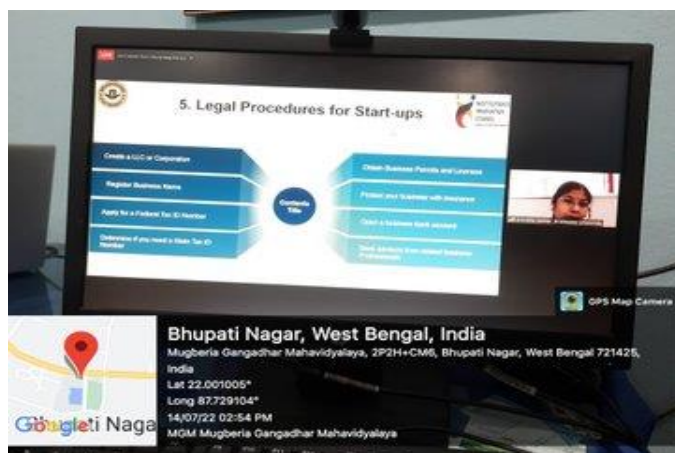 LIVE
5. Legal Procedures for Start-ups
INSTITUTION'S
INNOVATION
COUNCIL
Create a LLC or Corporation
Register Business Name
Apply for a Federal Tax ID Number
Determine if you need a State Tax ID
Number
Contents
Title
Obtain Business Permits and Licenses
Protect your business with insurance
Open a business bank account
Seek advisors from related business
Professionals
GPS Map Camera
Bhupati Nagar, West Bengal, India
Mugberia Gangadhar Mahavidyalaya, 2P2H+CM6, Bhupati Nagar, West Bengal 721425,
India
Lat 22.001005°
Long 87.729104°
14/07/22 02:54 PM
MGM Mugberia Gangadhar Mahavidyalaya
Google